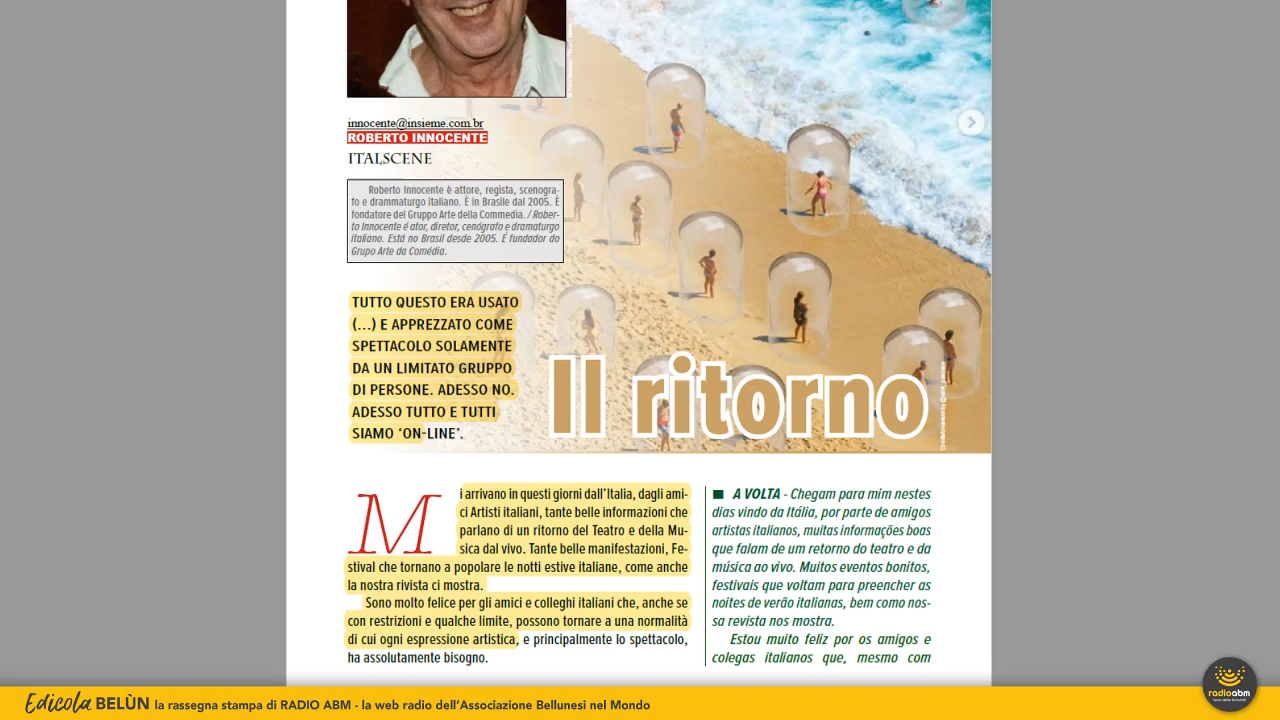 innocente@insieme.com.br
ROBERTO INNOCENTE
ITALSCENE
Roberto Innocente è attore, regista, scenogra-
fo e drammaturgo italiano. È in Brasile dal 2005. È
fondatore del Gruppo Arte della Commedia. / Rober-
to Innocente é ator, diretor, cenógrafo e dramaturgo
italiano. Está no Brasil desde 2005. É fundador do
Grupo Arte da Comédia.
TUTTO QUESTO ERA USATO
(...) E APPREZZATO COME
SPETTACOLO SOLAMENTE
DA UN LIMITATO GRUPPO
DI PERSONE. ADESSO NO.
ADESSO TUTTO E TUTTI
SIAMO ‘ON-LINE’.
Il ritorno
Mi arrivano in questi giorni dall’Italia, dagli ami-
ci Artisti italiani, tante belle informazioni che
parlano di un ritorno del Teatro e della Mu-
sica dal vivo. Tante belle manifestazioni, Fe-
stival che tornano a popolare le notti estive italiane, come anche
la nostra rivista ci mostra.
Sono molto felice per gli amici e colleghi italiani che, anche se
con restrizioni e qualche limite, possono tornare a una normalità
di cui ogni espressione artistica, e principalmente lo spettacolo,
ha assolutamente bisogno.
■ A VOLTA - Chegam para mim nestes
dias vindo da Itália, por parte de amigos
artistas italianos, muitas informações boas
que falam de um retorno do teatro e da
música ao vivo. Muitos eventos bonitos,
festivais que voltam para preencher as
noites de verão italianas, bem como nos-
sa revista nos mostra.
Estou muito feliz por os amigos e
colegas italianos que, mesmo com
Edicola BELÙN la rassegna stampa di RADIO ABM - la web radio dell’Associazione Bellunesi nel Mondo
radioabm